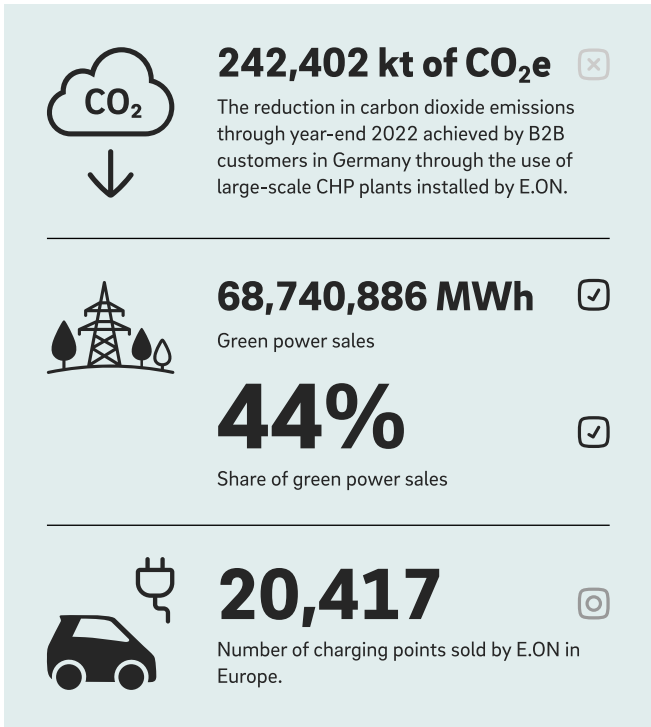 CO₂
242,402 kt of CO₂e
The reduction in carbon dioxide emissions
through year-end 2022 achieved by B2B
customers in Germany through the use of
large-scale CHP plants installed by E.ON.
68,740,886 MWh
Green power sales
44%
Share of green power sales
20,417
Number of charging points sold by E.ON in
Europe.